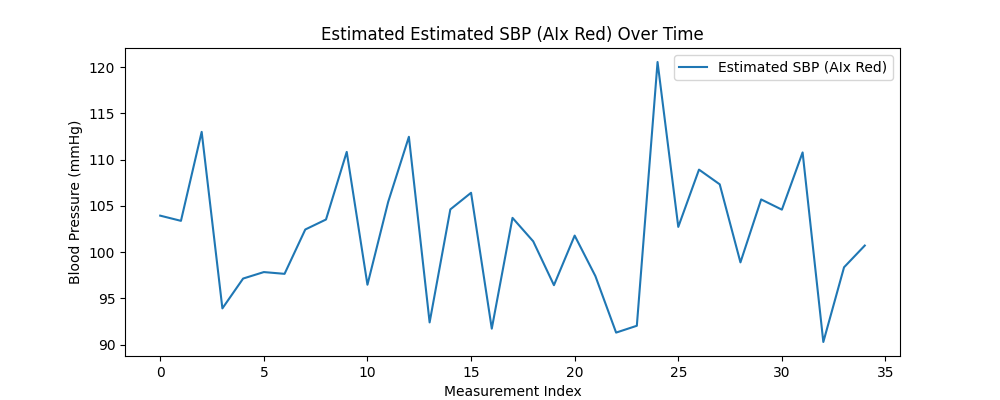 Estimated Estimated SBP (AIx Red) Over Time
Estimated SBP (AIx Red)
Blood Pressure (mmHg)
120
115
110
105
100
95
90
0 5 10 15 20 25 30 35
Measurement Index